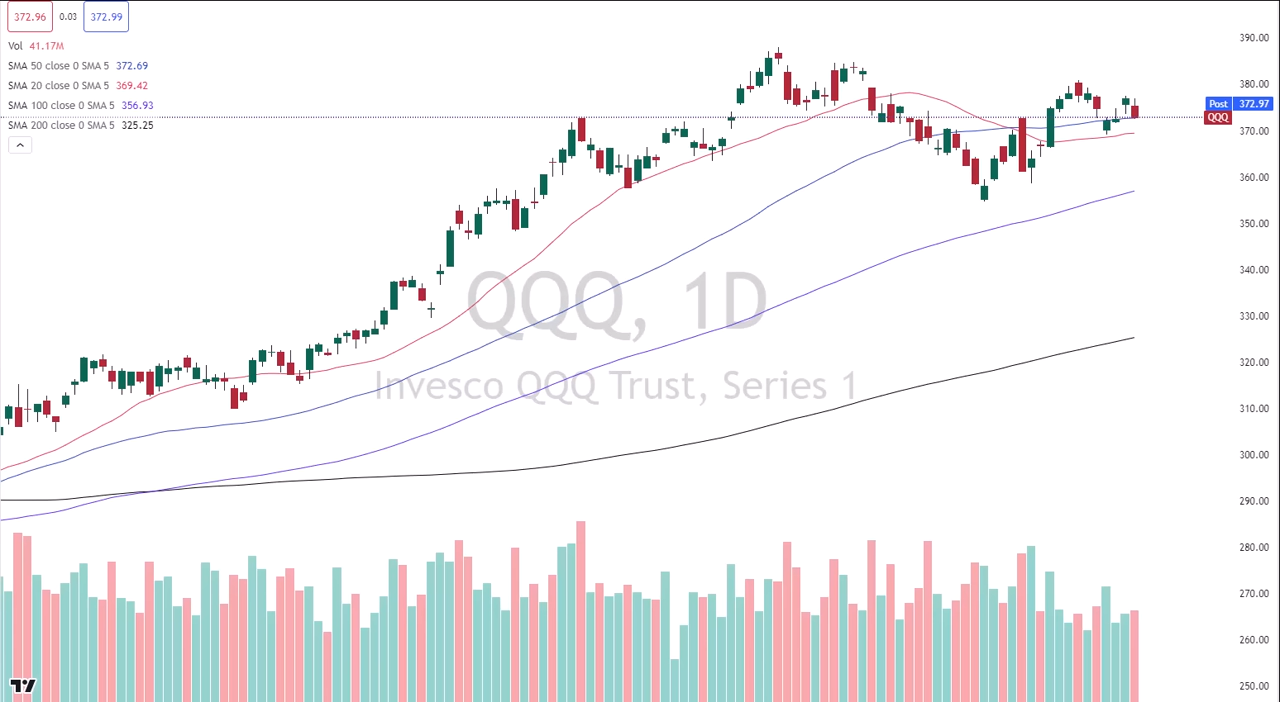 372.96 0.03 372.99
Vol 41.17M
SMA 50 close 0 SMA 5 372.69
SMA 20 close 0 SMA 5 369.42
SMA 100 close 0 SMA 5 356.93
SMA 200 close 0 SMA 5 325.25
QQQ, 1D
Invesco QQQ Trust, Series 1
390.00
380.00
Post 372.97
QQQ
370.00
360.00
350.00
340.00
330.00
320.00
310.00
300.00
290.00
280.00
270.00
260.00
250.00